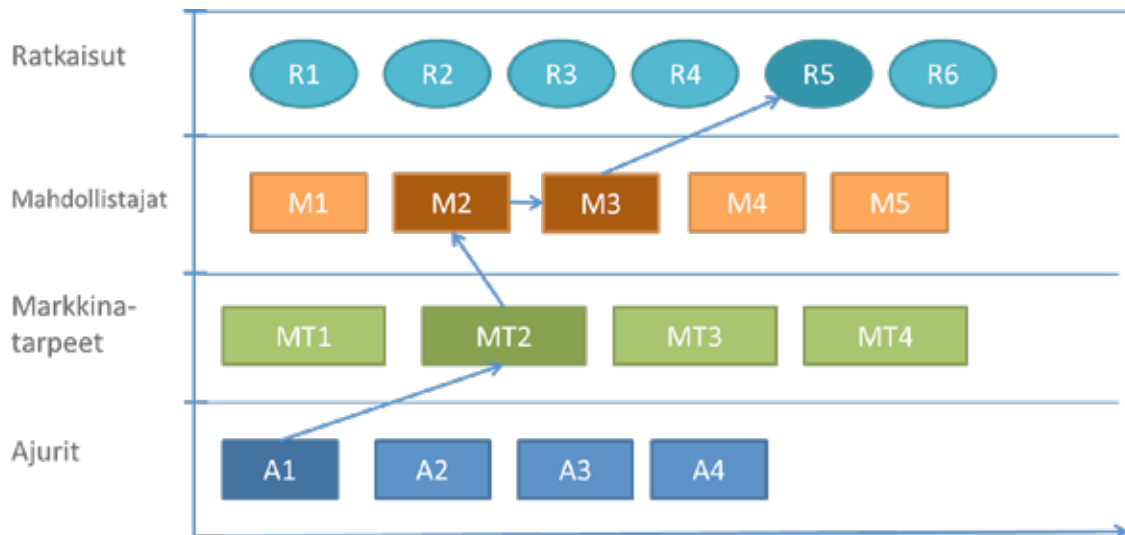 Ratkaisut
R1 R2 R3 R4 R5 R6
Mahdollistajat
M1 M2 M3 M4 M5
Markkina-
tarpeet
MT1 MT2 MT3 MT4
Ajurit
A1 A2 A3 A4